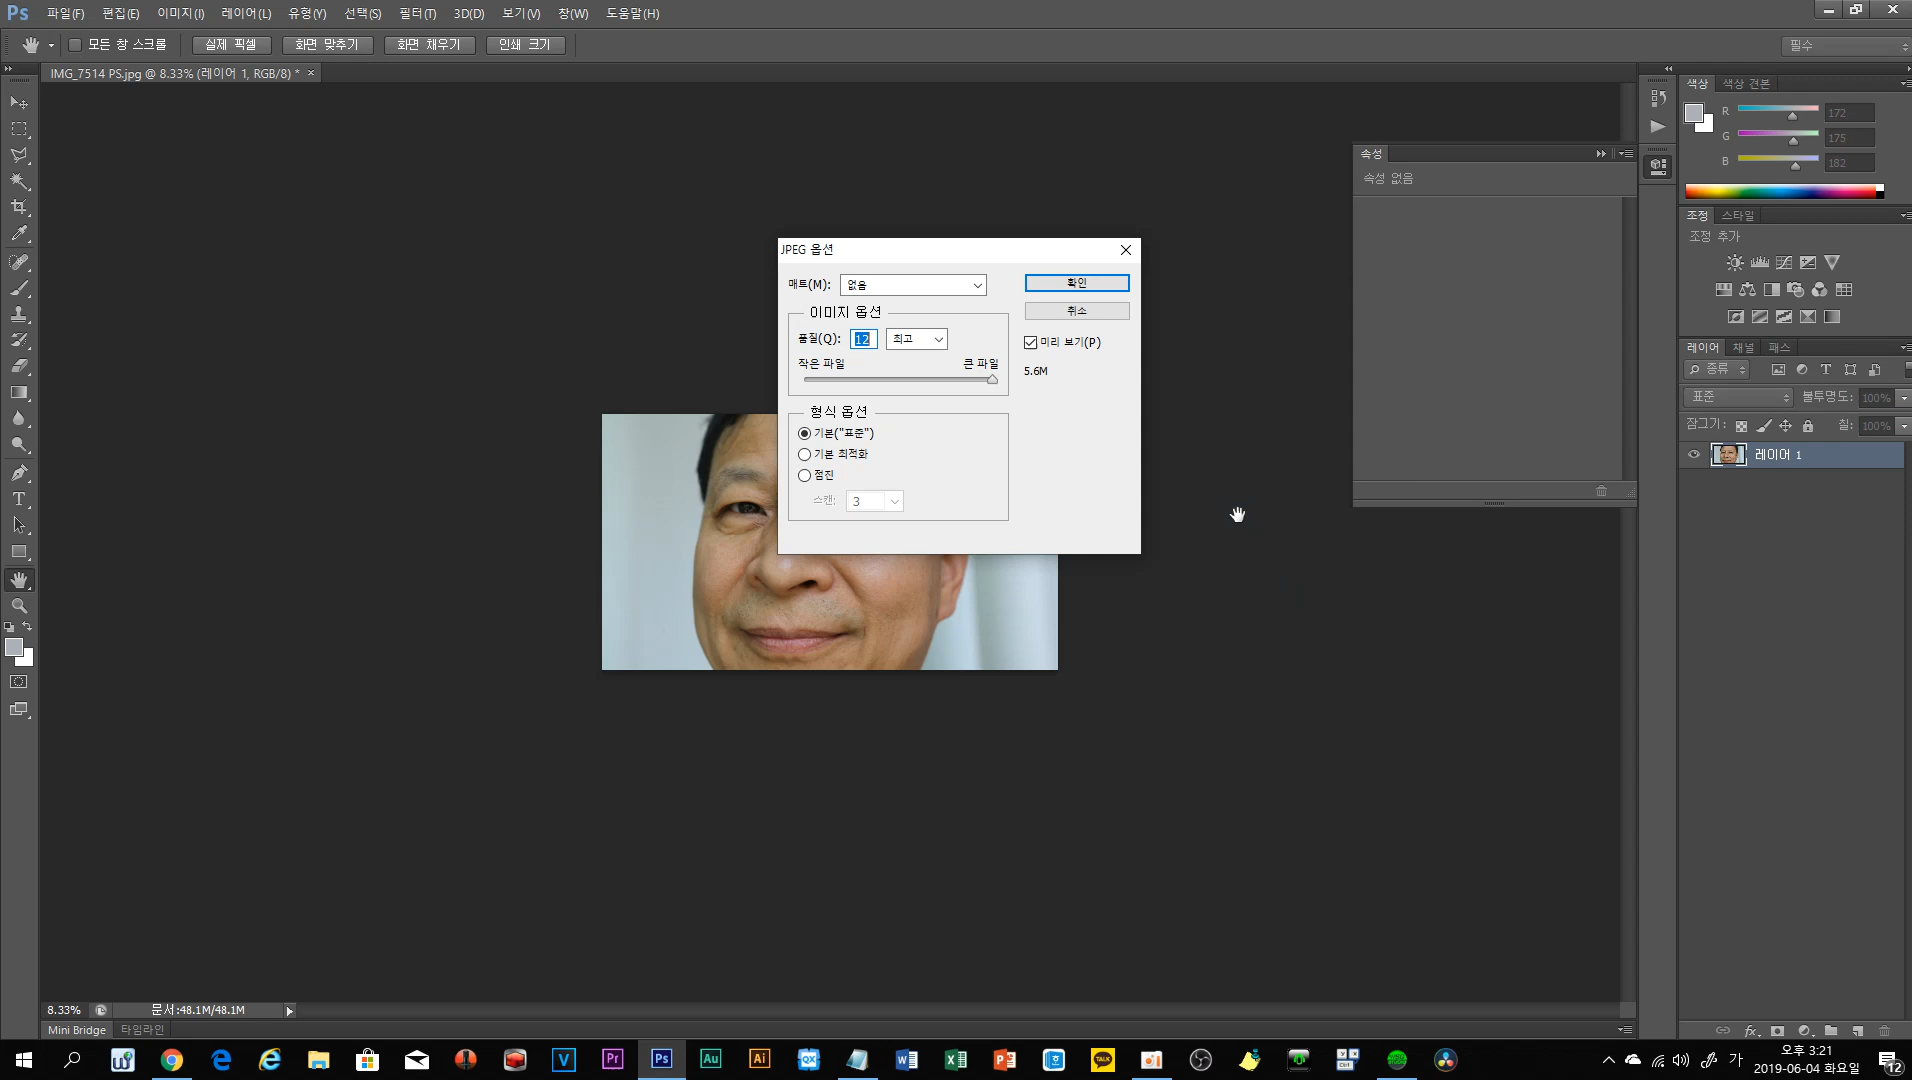 Ps 파일(F) 편집(E) 이미지(I) 레이어(L) 유형(Y) 선택(S) 필터(T) 3D(D) 보기(V) 창(W) 도움말(H)
모든 창 스크롤 실제 픽셀 화면 맞추기 화면 채우기 인쇄 크기 필수
IMG_7514 PS.jpg @ 8.33% (레이어 1, RGB/8) * ×
색상 색상 견본
R 172
G 175
B 182
속성
속성 없음
조정 스타일
조정 추가
JPEG 옵션
매트(M): 없음 확인
이미지 옵션 취소
품질(Q): 12 최고 미리 보기(P)
작은 파일 큰 파일 5.6M
형식 옵션
기본("표준")
기본 최적화
점진
스캔: 3
레이어 채널 패스
종류
표준 불투명도: 100%
잠그기: 칠: 100%
레이어 1
8.33% 문서:48.1M/48.1M
Mini Bridge 타임라인
W V Pr Ps Au Ai QX TALK 가 오후 3:21
2019-06-04 화요일 12